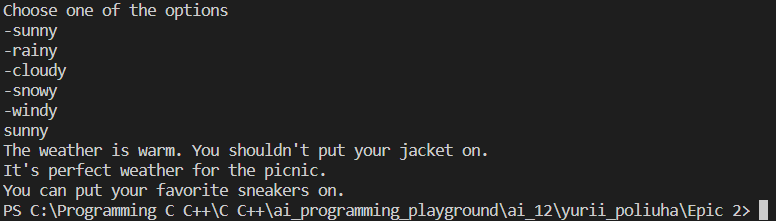 Choose one of the options
-sunny
-rainy
-cloudy
-snowy
-windy
sunny
The weather is warm. You shouldn't put your jacket on.
It's perfect weather for the picnic.
You can put your favorite sneakers on.
PS C:\Programming C C++\C C++\ai_programming_playground\ai_12\yurii_poliuha\Epic 2>